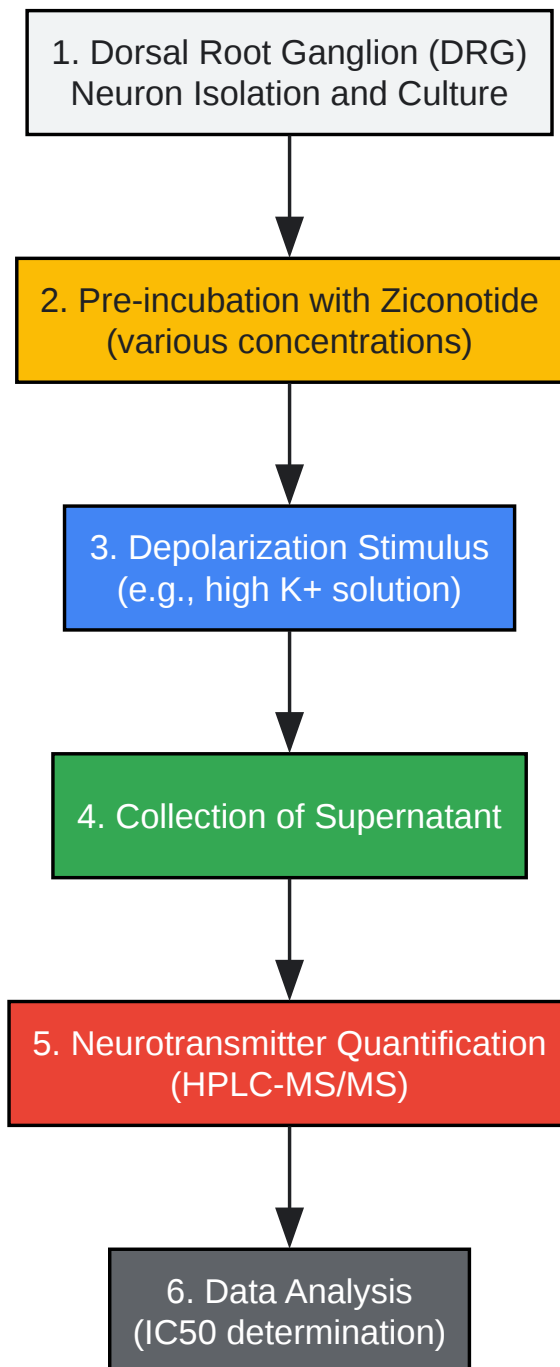 1. Dorsal Root Ganglion (DRG)
Neuron Isolation and Culture
2. Pre-incubation with Ziconotide
(various concentrations)
3. Depolarization Stimulus
(e.g., high K+ solution)
4. Collection of Supernatant
5. Neurotransmitter Quantification
(HPLC-MS/MS)
6. Data Analysis
(IC50 determination)